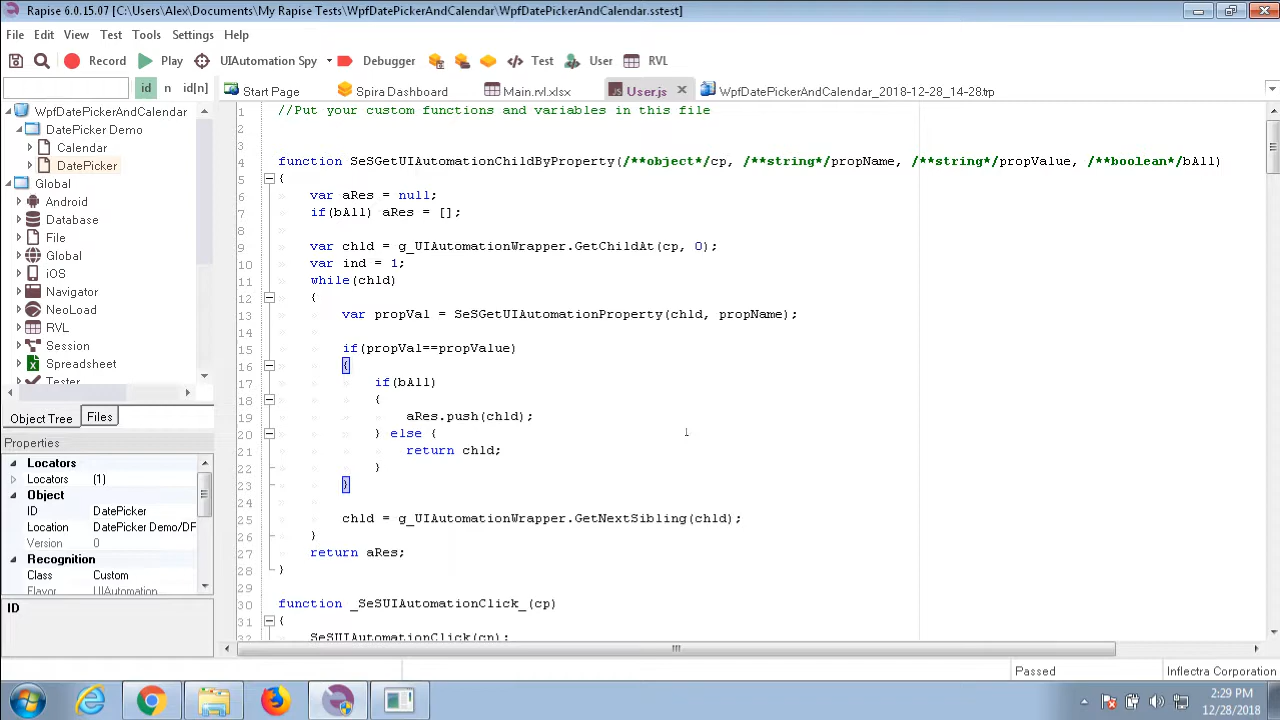 Rapise 6.0.15.07 [C:\Users\Alex\Documents\My Rapise Tests\WpfDatePickerAndCalendar\WpfDatePickerAndCalendar.sstest]
File Edit View Test Tools Settings Help
Record Play UIAutomation Spy Debugger Test User RVL
id n id[n] Start Page Spira Dashboard Main.rvl.xlsx User.js WpfDatePickerAndCalendar_2018-12-28_14-28.trp
WpfDatePickerAndCalendar
DatePicker Demo
Calendar
DatePicker
Global
Android
Database
File
Global
iOS
Navigator
NeoLoad
RVL
Session
Spreadsheet
Tester
Object Tree Files
Properties
Locators
Locators (1)
Object
ID DatePicker
Location DatePicker Demo/DF
Version 0
Recognition
Class Custom
Flavor UIAutomation
ID
1 //Put your custom functions and variables in this file
2
3
4 function SeSGetUIAutomationChildByProperty(/**object*/cp, /**string*/propName, /**string*/propValue, /**boolean*/bAll)
5 {
6 var aRes = null;
7 if(bAll) aRes = [];
8
9 var chld = g_UIAutomationWrapper.GetChildAt(cp, 0);
10 var ind = 1;
11 while(chld)
12 {
13 var propVal = SeSGetUIAutomationProperty(chld, propName);
14
15 if(propVal==propValue)
16 {
17 if(bAll)
18 {
19 aRes.push(chld);
20 } else {
21 return chld;
22 }
23 }
24
25 chld = g_UIAutomationWrapper.GetNextSibling(chld);
26 }
27 return aRes;
28 }
29
30 function _SeSUIAutomationClick_(cp)
31 {
32 SeSUIAutomationClick(cp);
Passed Inflectra Corporation
2:29 PM
12/28/2018